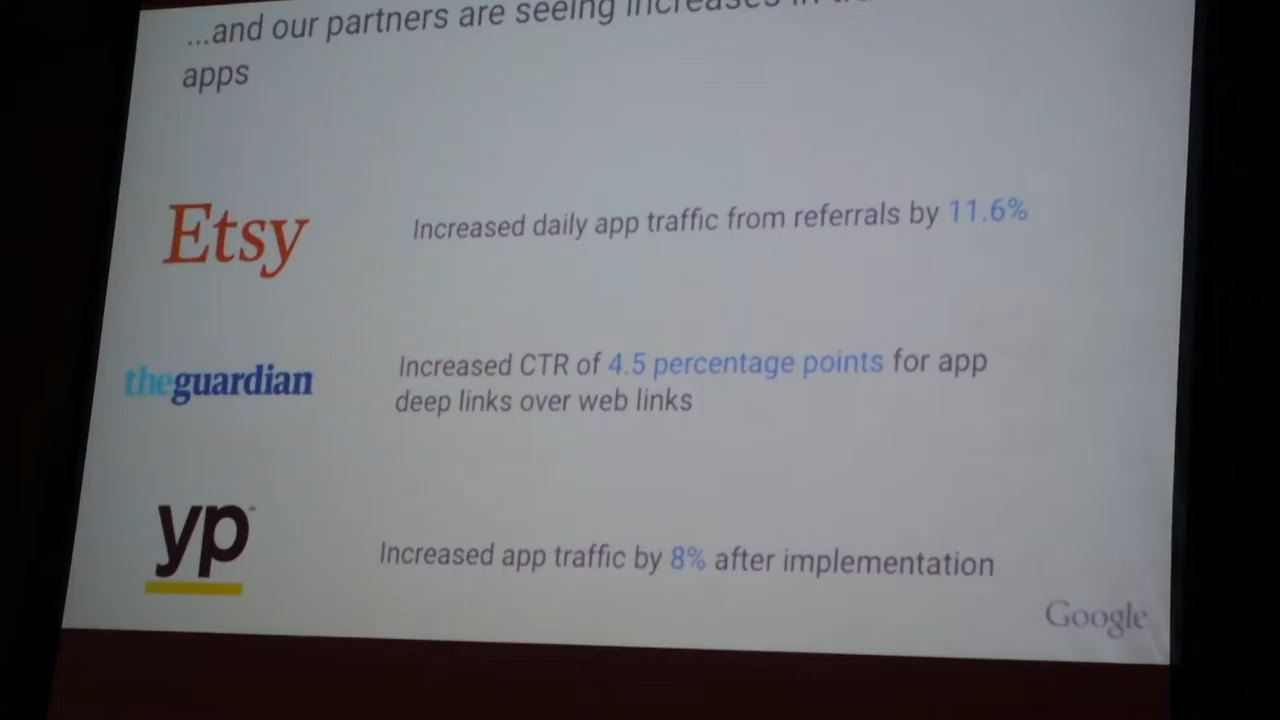 ...and our partners are seeing increases in
apps
Etsy
Increased daily app traffic from referrals by 11.6%
theguardian
Increased CTR of 4.5 percentage points for app
deep links over web links
yp
Increased app traffic by 8% after implementation
Google